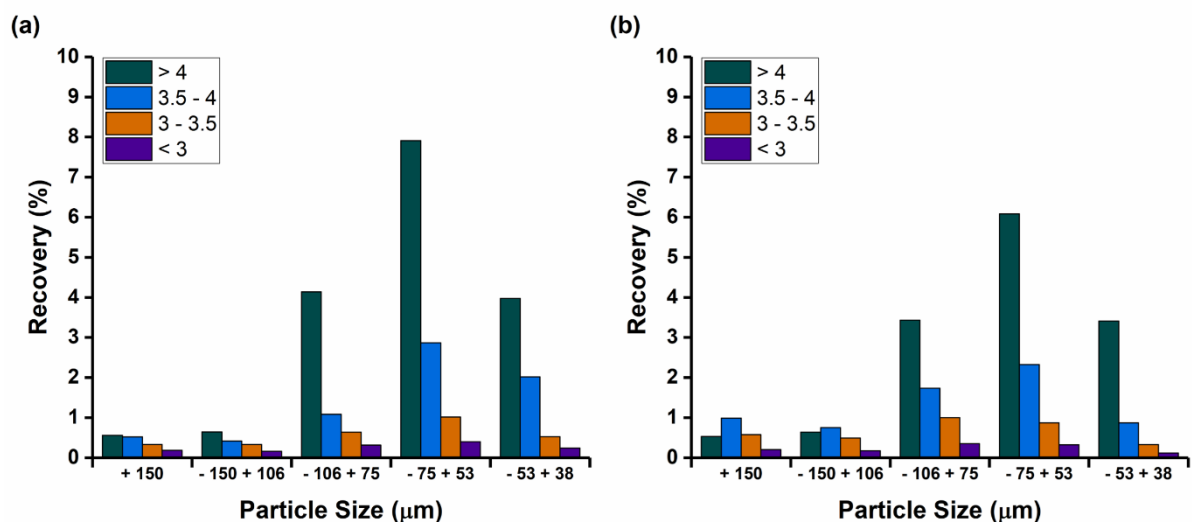 (a)
10
9
8
7
6
5
4
3
2
1
0
Recovery (%)
> 4
3.5 - 4
3 - 3.5
< 3
+ 150
- 150 + 106
- 106 + 75
- 75 + 53
- 53 + 38
Particle Size (μm)
(b)
10
9
8
7
6
5
4
3
2
1
0
Recovery (%)
> 4
3.5 - 4
3 - 3.5
< 3
+ 150
- 150 + 106
- 106 + 75
- 75 + 53
- 53 + 38
Particle Size (μm)